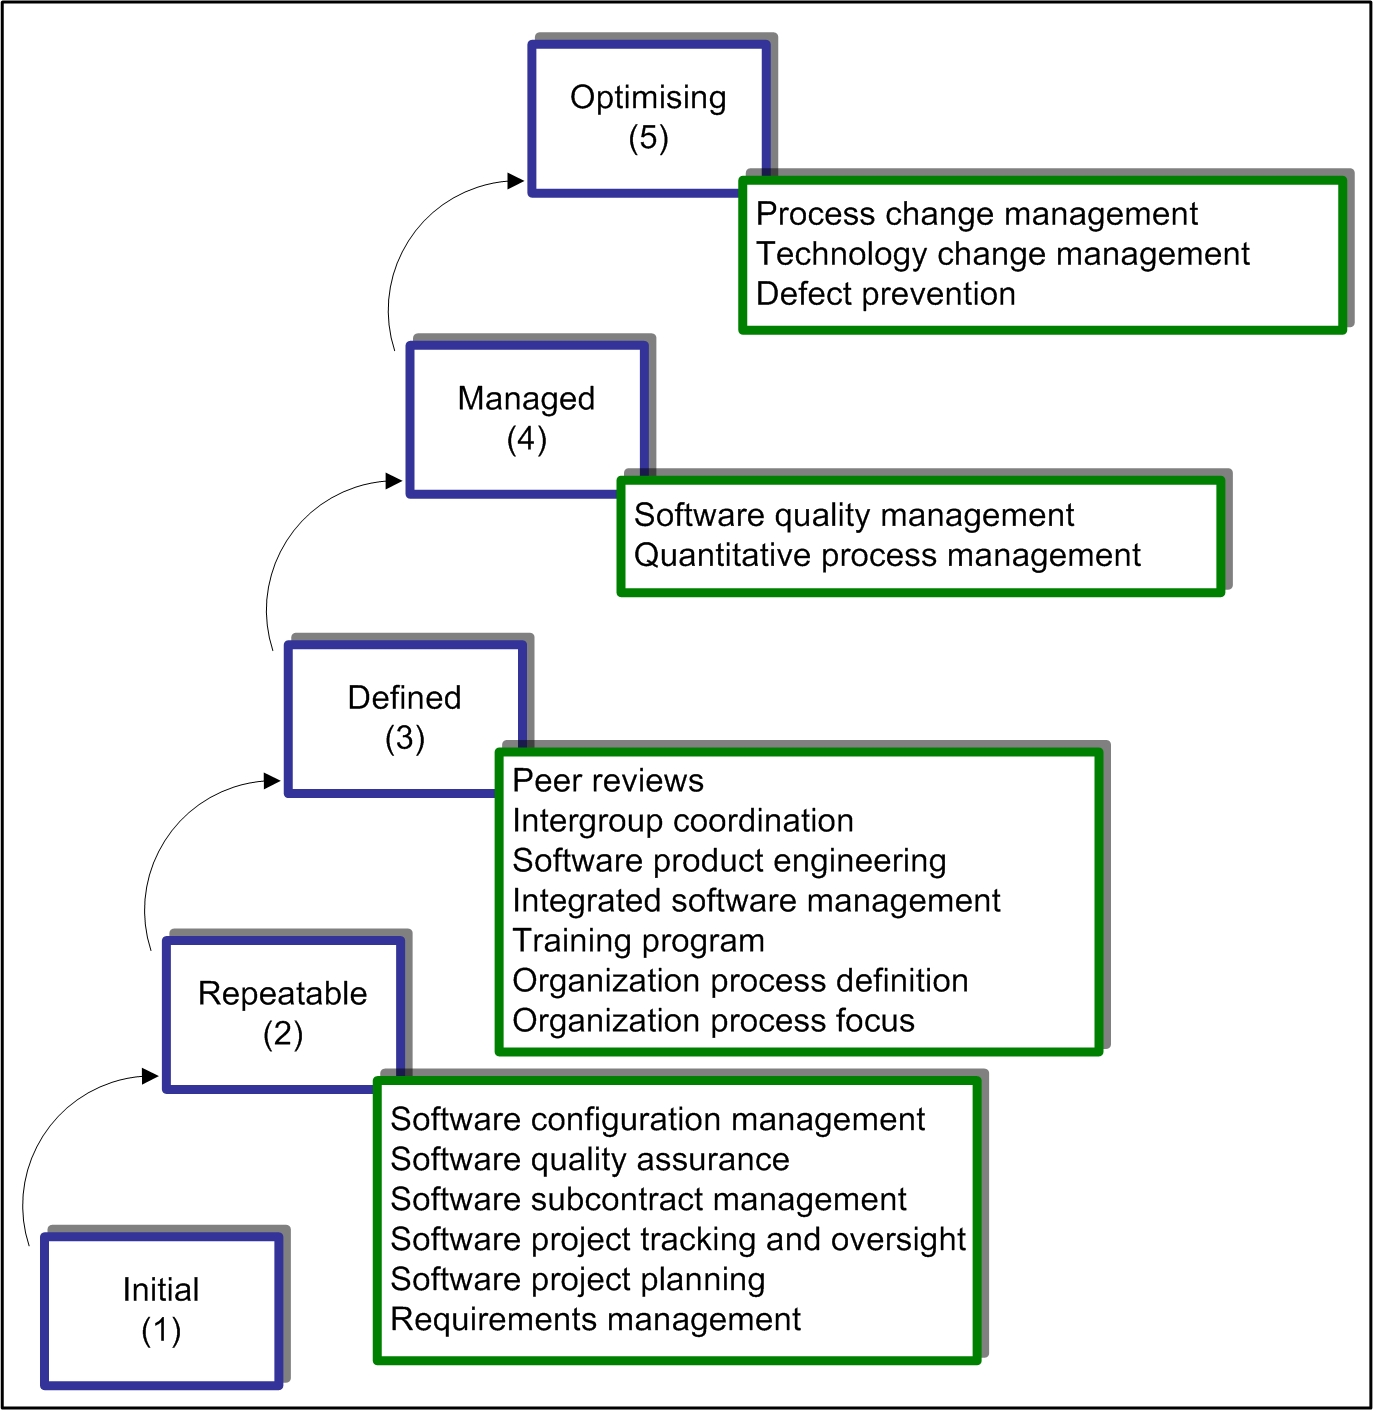 Optimising
(5)
Process change management
Technology change management
Defect prevention
Managed
(4)
Software quality management
Quantitative process management
Defined
(3)
Peer reviews
Intergroup coordination
Software product engineering
Integrated software management
Training program
Organization process definition
Organization process focus
Repeatable
(2)
Software configuration management
Software quality assurance
Software subcontract management
Software project tracking and oversight
Software project planning
Requirements management
Initial
(1)